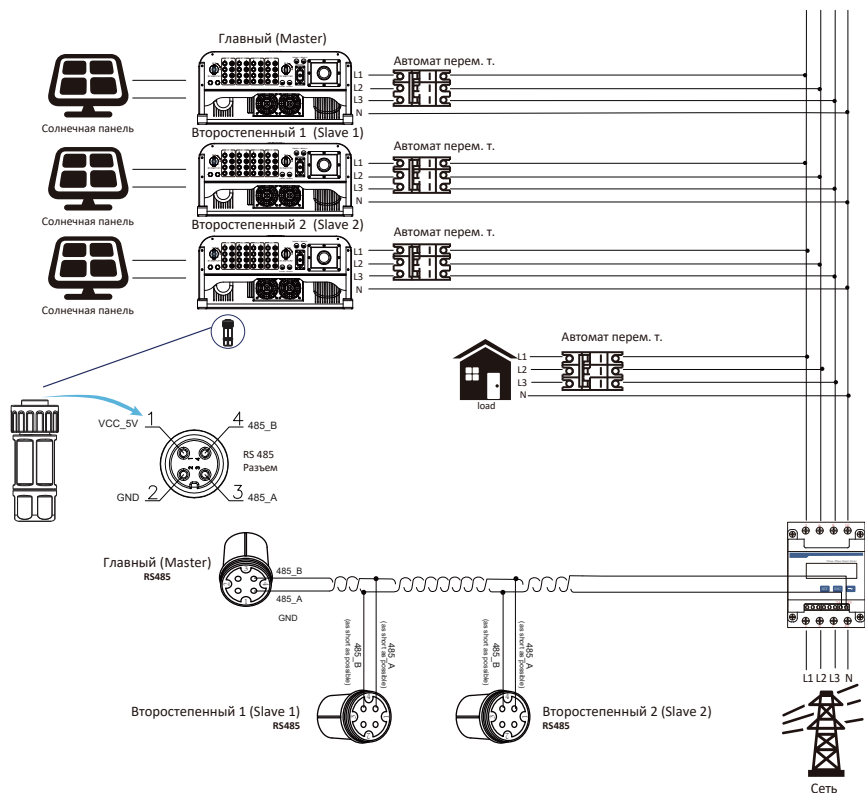 Главный (Master)
Автомат перем. т.
L1
L2
L3
N
Солнечная панель
Второстепенный 1 (Slave 1)
Автомат перем. т.
L1
L2
L3
N
Солнечная панель
Второстепенный 2 (Slave 2)
Автомат перем. т.
L1
L2
L3
N
Солнечная панель
Автомат перем. т.
L1
L2
L3
N
load
VCC_5V
1
4
485_B
RS 485
Разъем
GND
2
3
485_A
Главный (Master)
RS485
485_B
485_A
GND
485_B
(as short as possible)
485_A
(as short as possible)
485_B
(as short as possible)
485_A
(as short as possible)
Второстепенный 1 (Slave 1)
RS485
Второстепенный 2 (Slave 2)
RS485
L1 L2 L3 N
Сеть